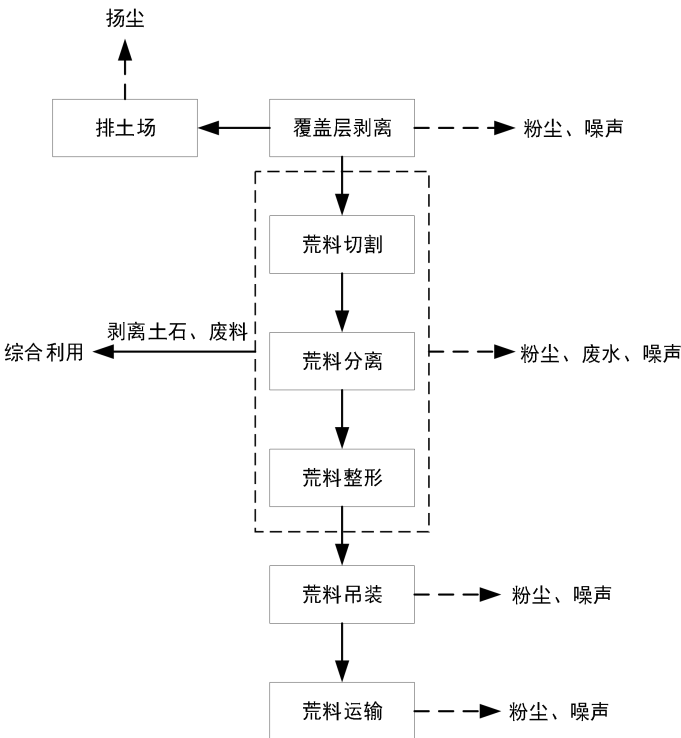 扬尘
排土场
覆盖层剥离
粉尘、噪声
荒料切割
剥离土石、废料
综合利用
荒料分离
粉尘、废水、噪声
荒料整形
荒料吊装
粉尘、噪声
荒料运输
粉尘、噪声